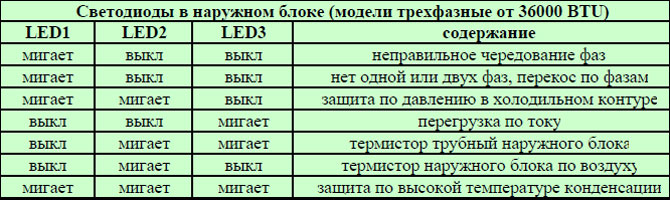 Светодиоды в наружном блоке (модели трехфазные от 36000 BTU)
LED1 LED2 LED3 содержание
мигает выкл выкл неправильное чередование фаз
мигает выкл выкл нет одной или двух фаз, перекос по фазам
мигает мигает выкл защита по давлению в холодильном контуре
выкл выкл мигает перегрузка по току
выкл мигает мигает термистор трубный наружного блока
выкл мигает выкл термистор наружного блока по воздуху
мигает мигает мигает защита по высокой температуре конденсации